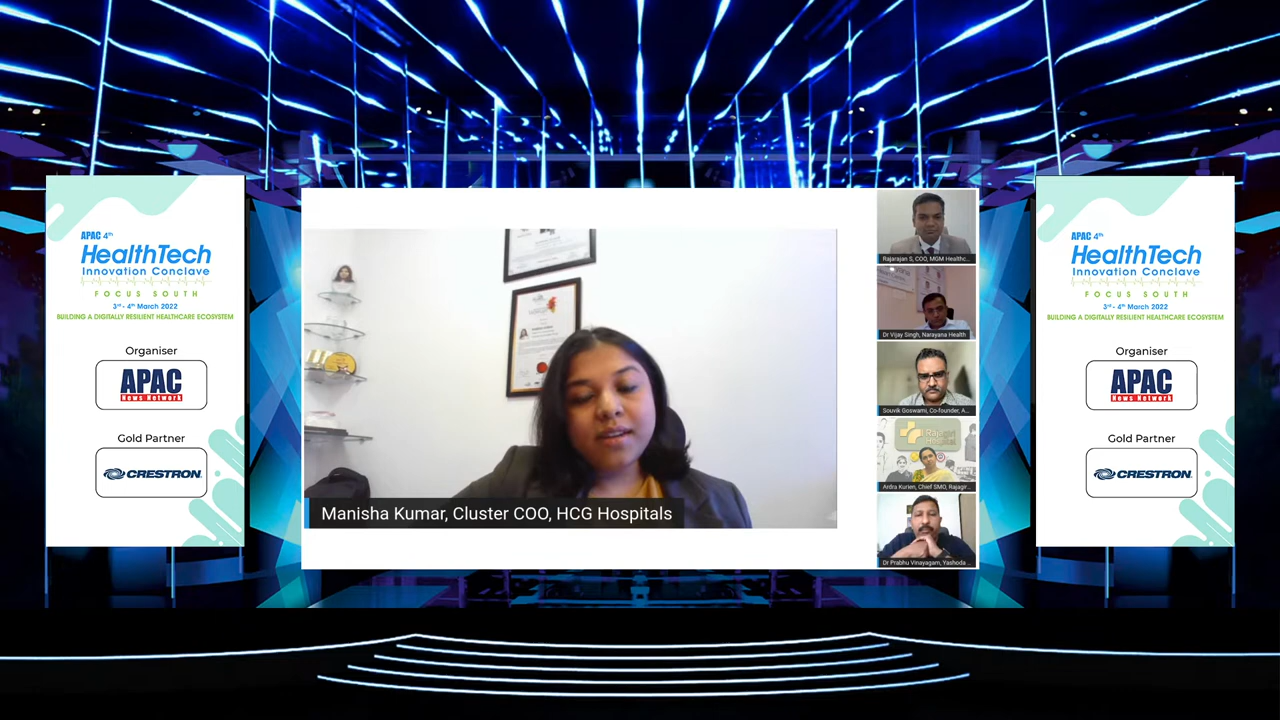 APAC 4th
HealthTech
Innovation Conclave
FOCUS SOUTH
3rd - 4th March 2022
BUILDING A DIGITALLY RESILIENT HEALTHCARE ECOSYSTEM
Organiser
APAC
News Network
Gold Partner
CRESTRON
Manisha Kumar, Cluster COO, HCG Hospitals
Rajarajan S, COO, MGM Healthc...
Dr Vijay Singh, Narayana Health
Souvik Goswami, Co-founder, A...
Ardra Kurien, Chief SMO, Rajagir...
Dr Prabhu Vinayagam, Yashoda ...
APAC 4th
HealthTech
Innovation Conclave
FOCUS SOUTH
3rd - 4th March 2022
BUILDING A DIGITALLY RESILIENT HEALTHCARE ECOSYSTEM
Organiser
APAC
News Network
Gold Partner
CRESTRON